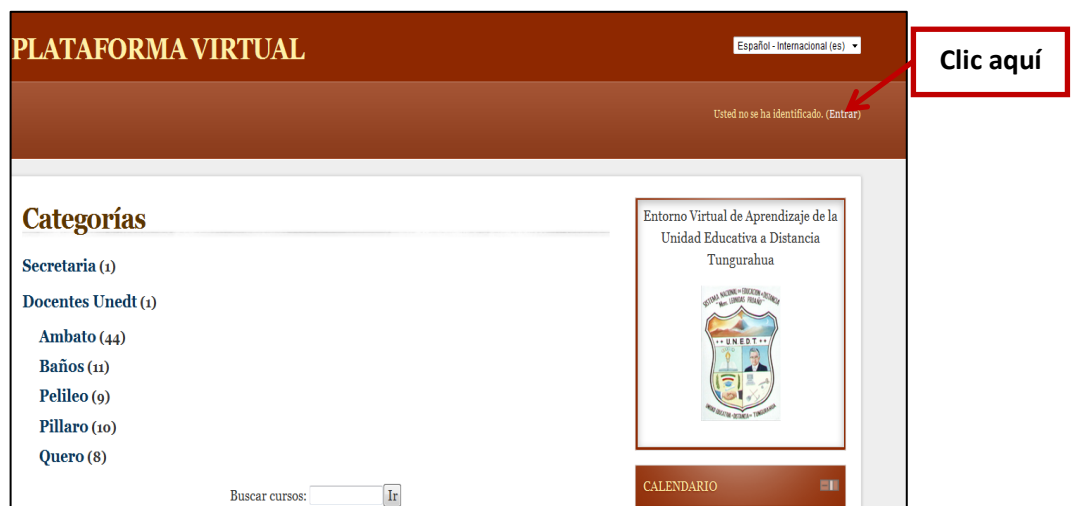 PLATAFORMA VIRTUAL
Español - Internacional (es)
Clic aquí
Usted no se ha identificado. (Entrar)
Categorías
Secretaria (1)
Docentes Unedt (1)
Ambato (44)
Baños (11)
Pelileo (9)
Pillaro (10)
Quero (8)
Buscar cursos:
Ir
Entorno Virtual de Aprendizaje de la
Unidad Educativa a Distancia
Tungurahua
UNEDT
CALENDARIO